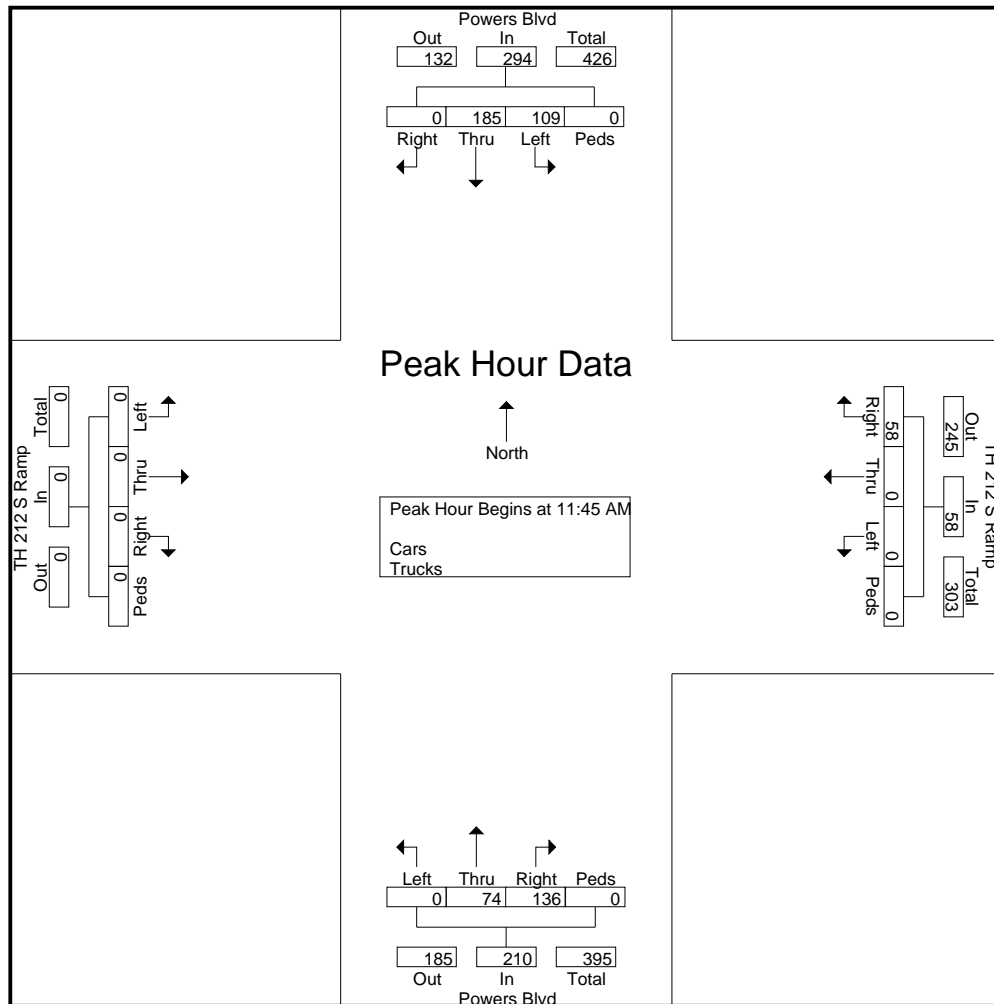 Powers Blvd
Out In Total
132 294 426
0 185 109 0
Right Thru Left Peds
Peak Hour Data
North
Peak Hour Begins at 11:45 AM
Cars
Trucks
TH 212 S Ramp
Out In Total
0 0 0
0 0 0 0
Left Thru Right Peds
Right Thru Left Peds
58 0 0 0
245 58 303
Out In Total
TH 212 S Ramp
Left Thru Right Peds
0 74 136 0
185 210 395
Out In Total
Powers Blvd